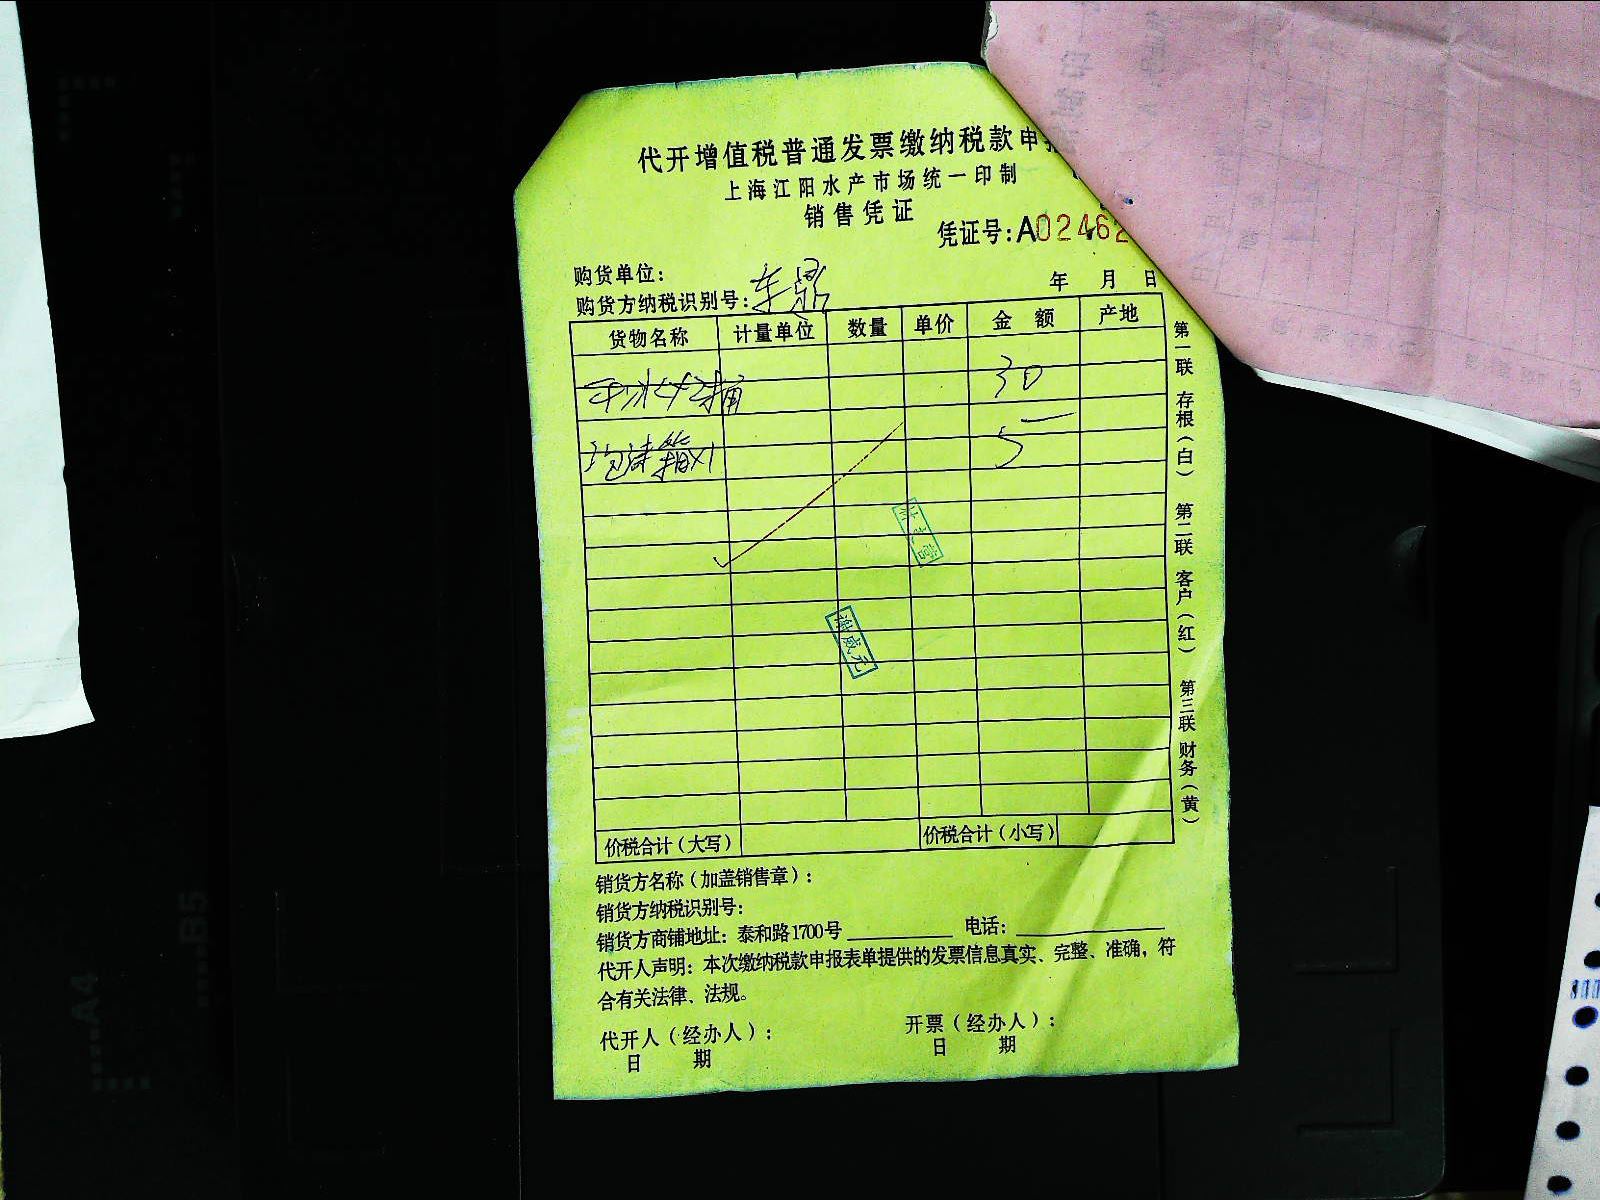 代开增值税普通发票缴纳税款申
上海江阳水产市场统一印制
销售凭证
凭证号:A02462
购货单位:
购货方纳税识别号:
年 月 日
货物名称 计量单位 数量 单价 金额 产地
30
泡沫箱×1 5
价税合计(大写) 价税合计(小写)
第一联 存根(白) 第二联 客户(红) 第三联 财务(黄)
谢咸元
销货方名称(加盖销售章):
销货方纳税识别号:
销货方商铺地址: 泰和路1700号 电话:
代开人声明: 本次缴纳税款申报表单提供的发票信息真实、完整、准确, 符
合有关法律、法规。
代开人(经办人): 开票(经办人):
日 期 日 期
A4
B5